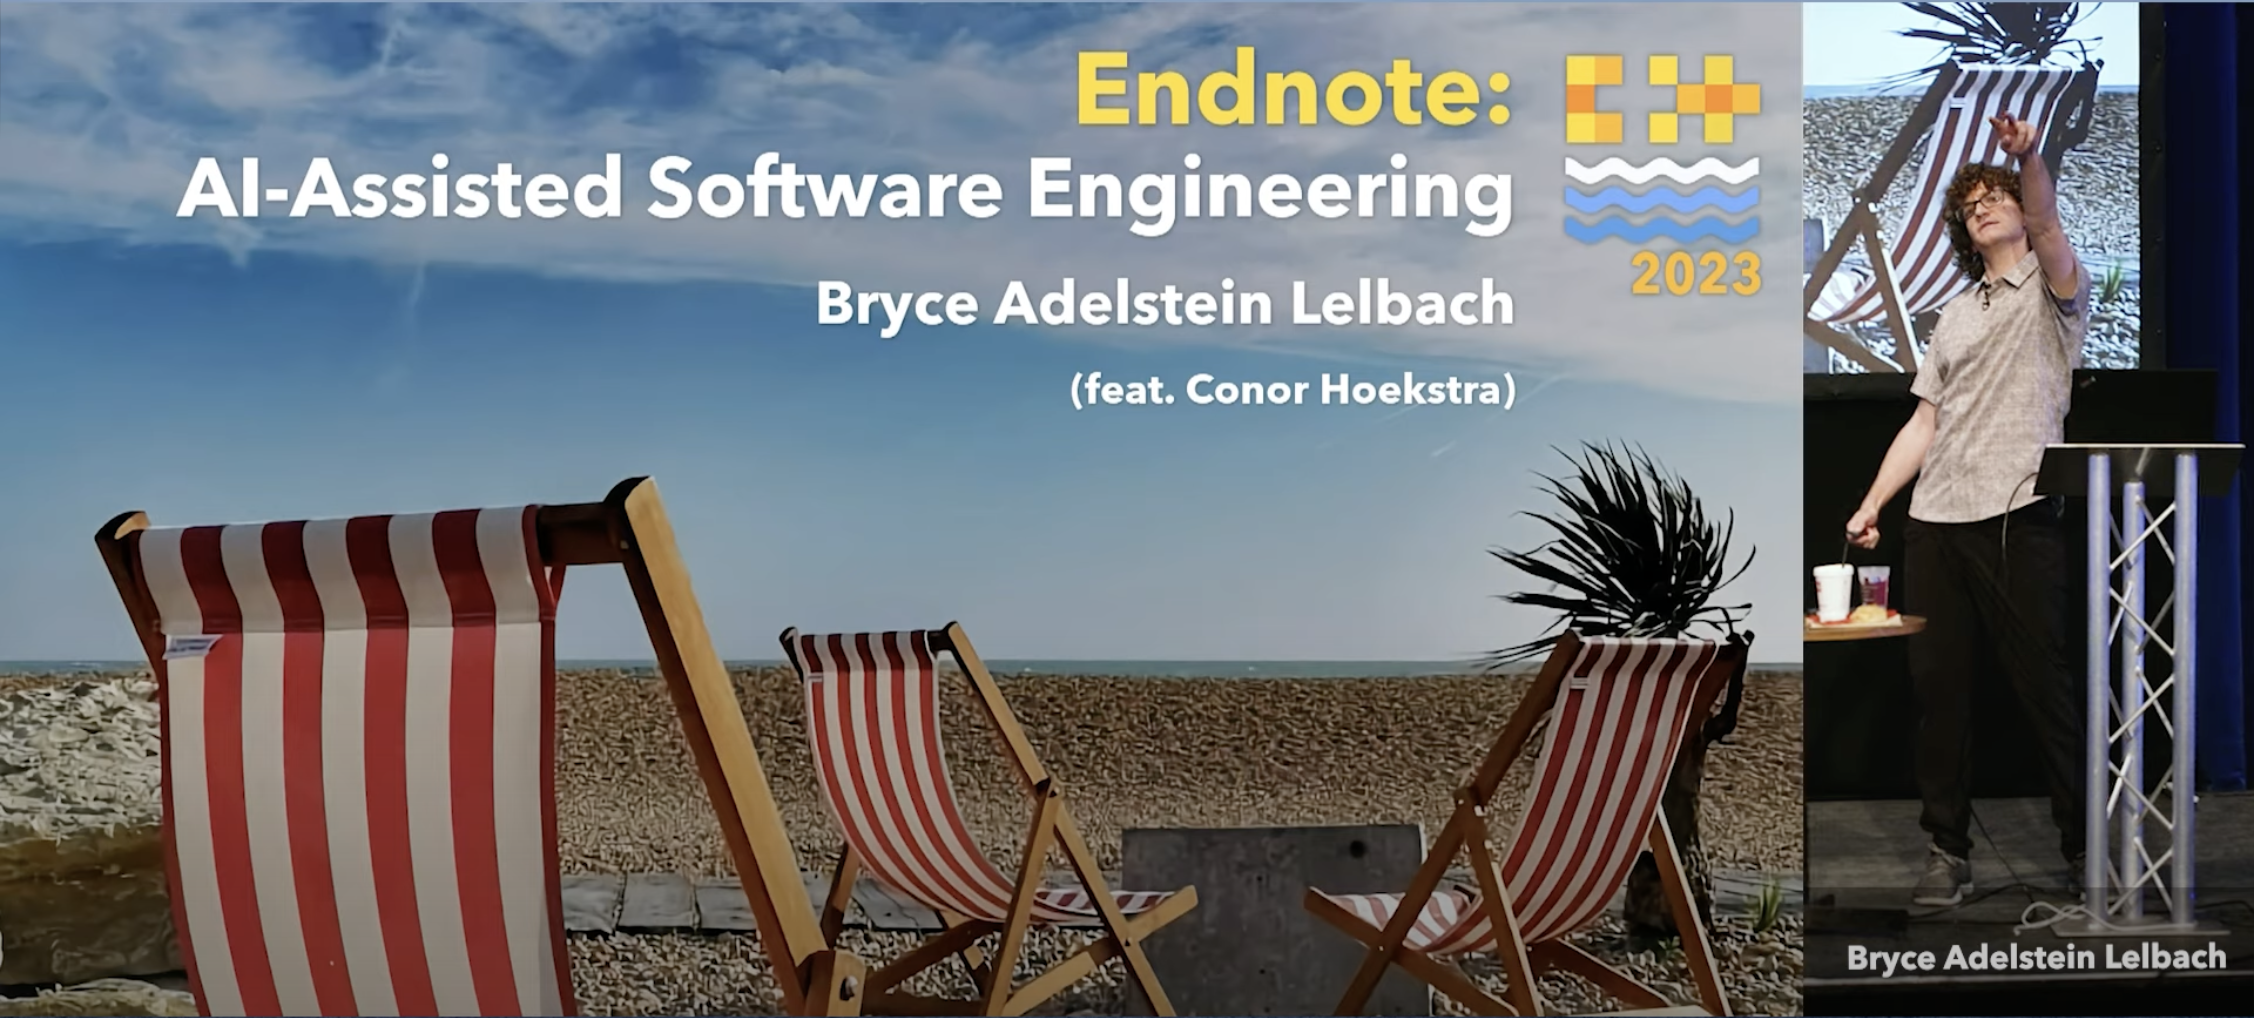 Endnote:
AI-Assisted Software Engineering
2023
Bryce Adelstein Lelbach
(feat. Conor Hoekstra)
Bryce Adelstein Lelbach